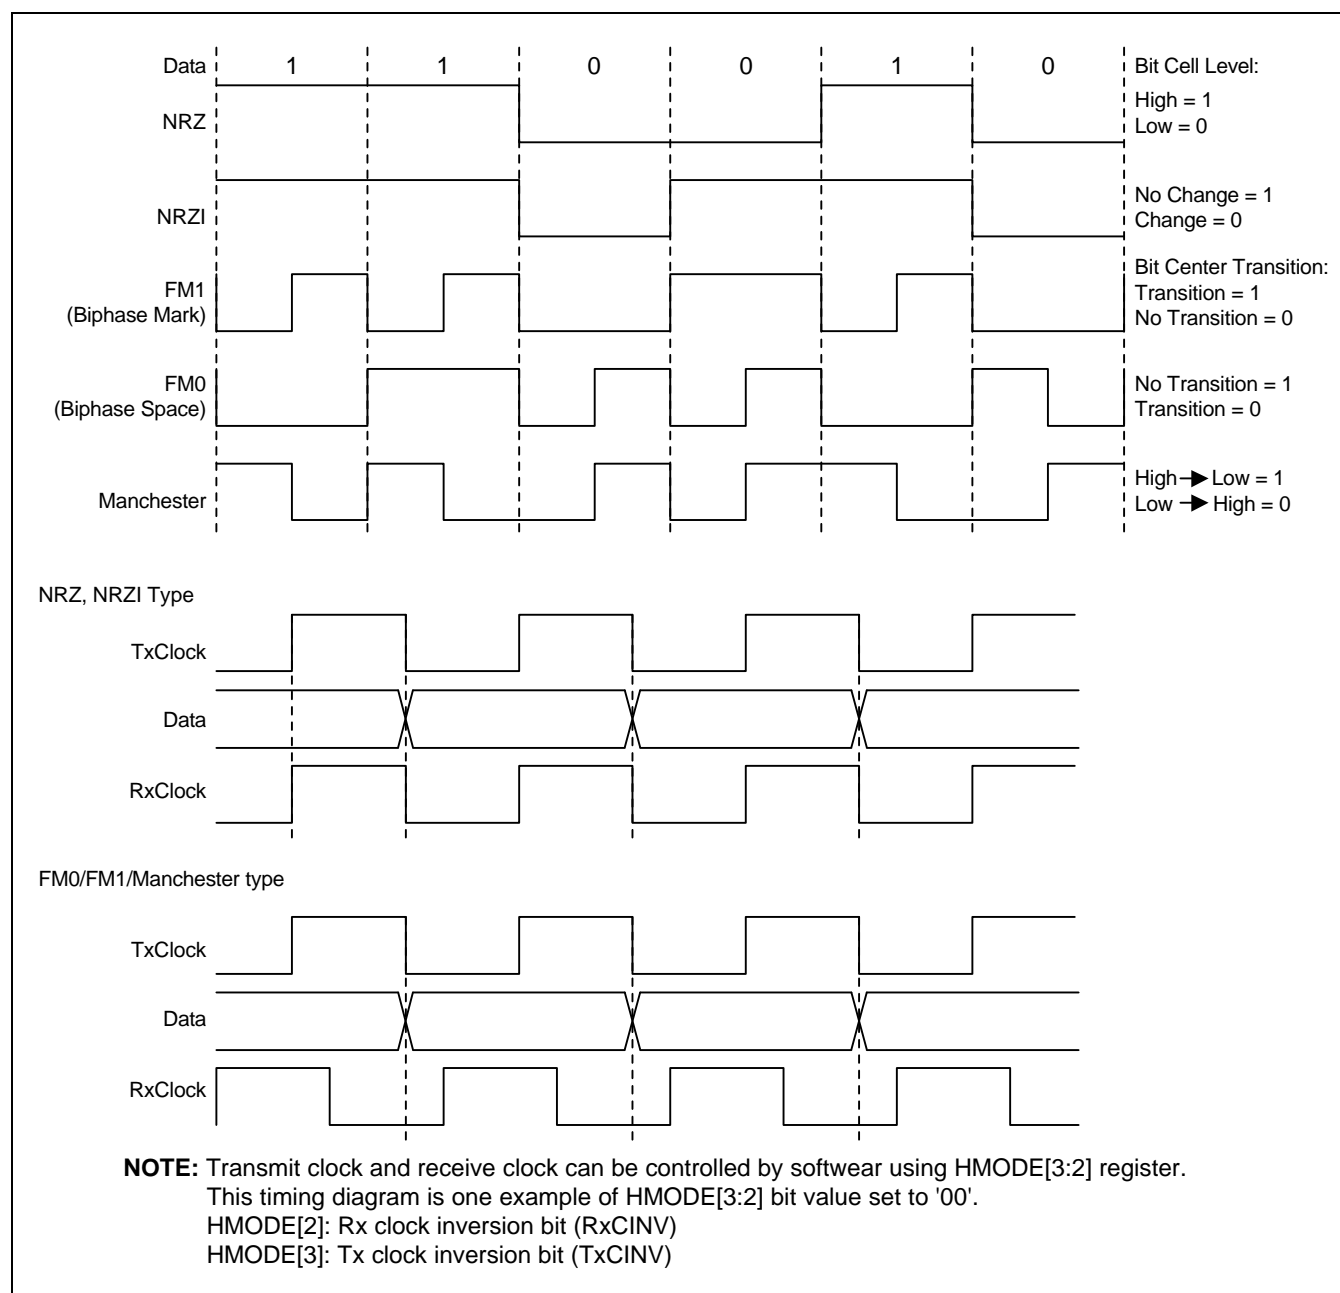 Data 1 1 0 0 1 0 Bit Cell Level:
High = 1
NRZ Low = 0
No Change = 1
NRZI Change = 0
Bit Center Transition:
FM1 Transition = 1
(Biphase Mark) No Transition = 0
FM0 No Transition = 1
(Biphase Space) Transition = 0
High→Low = 1
Manchester Low → High = 0
NRZ, NRZI Type
TxClock
Data
RxClock
FM0/FM1/Manchester type
TxClock
Data
RxClock
NOTE: Transmit clock and receive clock can be controlled by softwear using HMODE[3:2] register.
This timing diagram is one example of HMODE[3:2] bit value set to '00'.
HMODE[2]: Rx clock inversion bit (RxCINV)
HMODE[3]: Tx clock inversion bit (TxCINV)